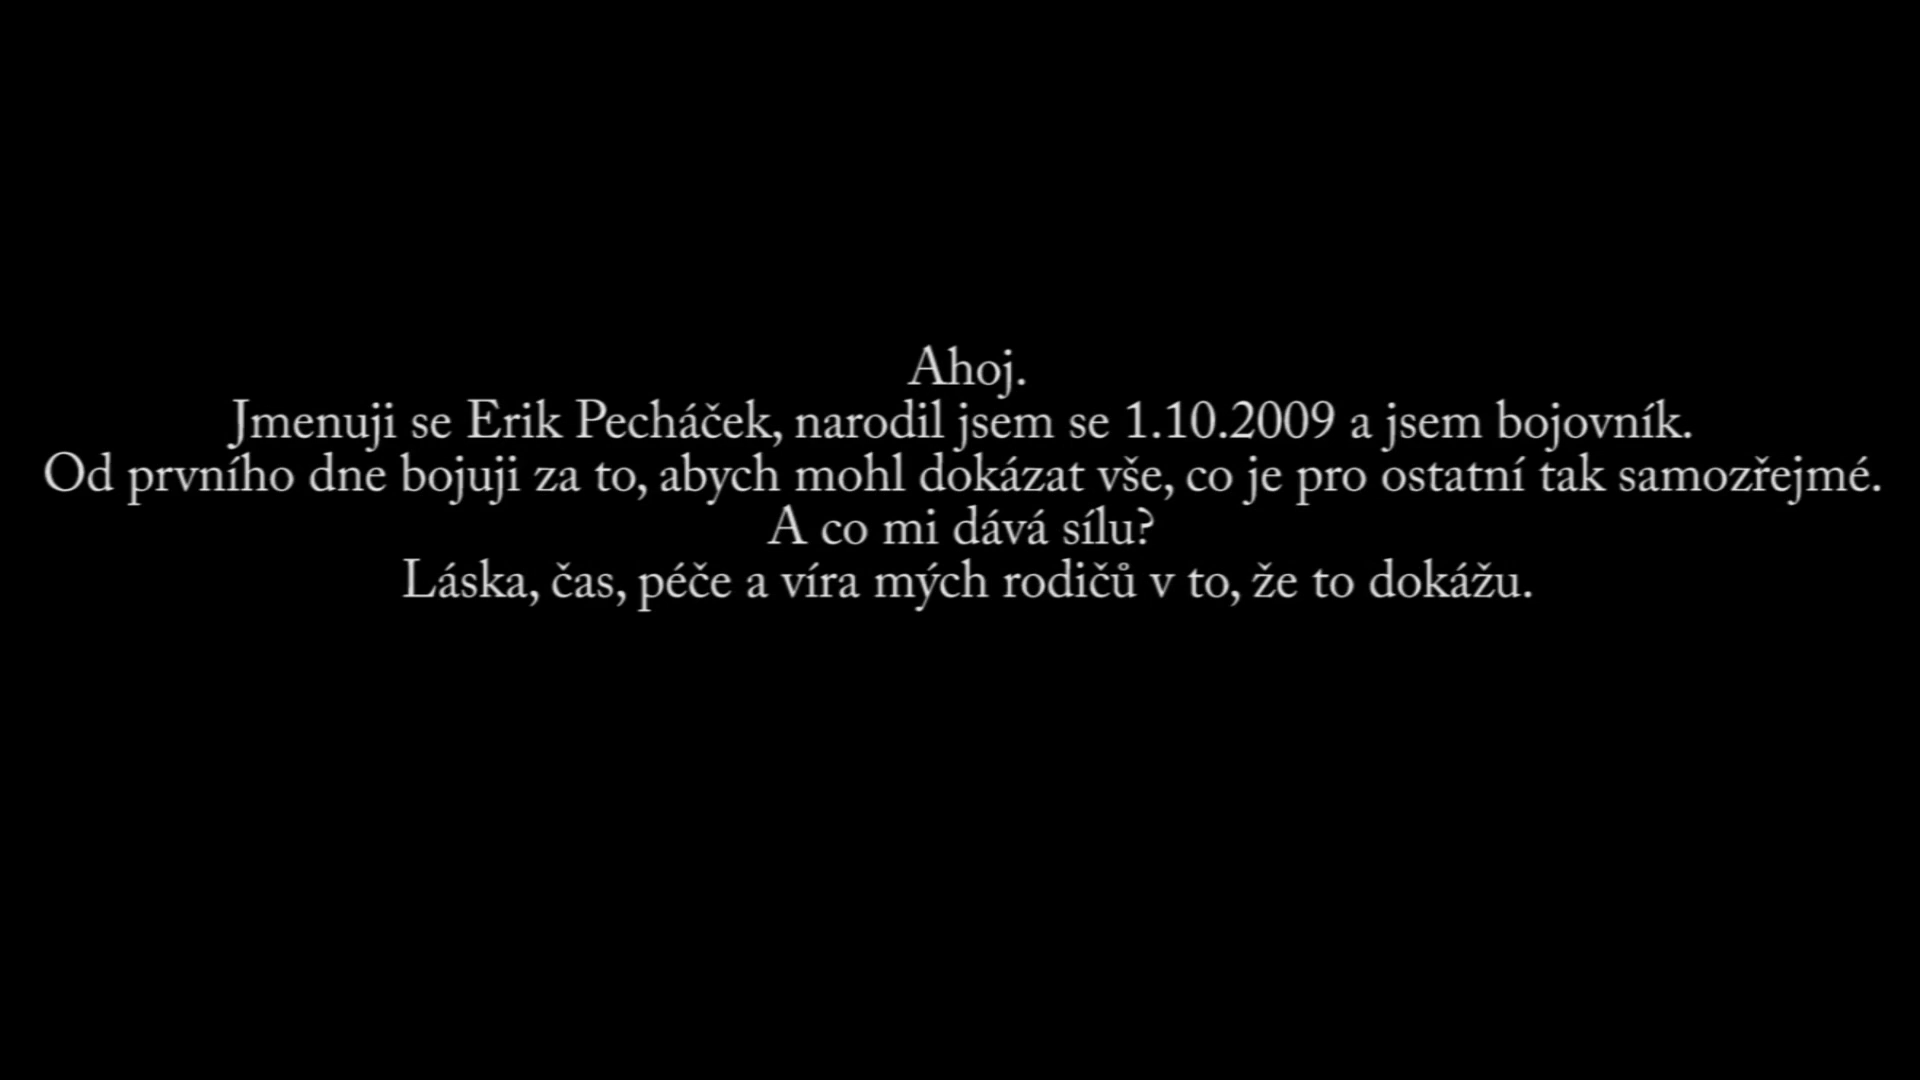 Ahoj.
Jmenuji se Erik Pecháček, narodil jsem se 1.10.2009 a jsem bojovník.
Od prvního dne bojuji za to, abych mohl dokázat vše, co je pro ostatní tak samozřejmé.
A co mi dává sílu?
Láska, čas, péče a víra mých rodičů v to, že to dokážu.